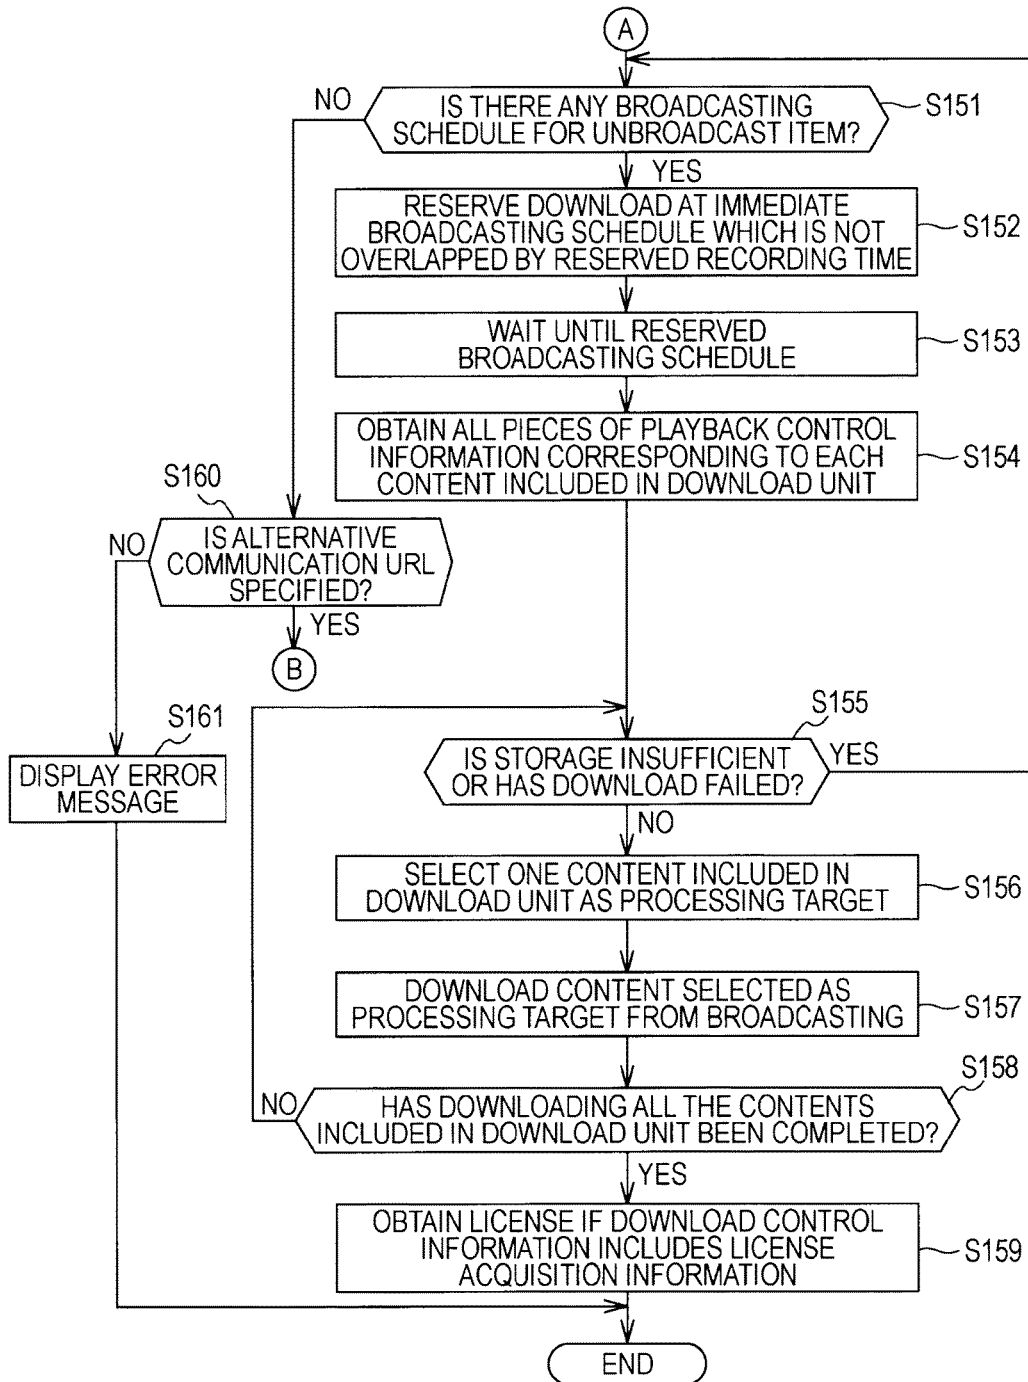 A
NO
IS THERE ANY BROADCASTING
SCHEDULE FOR UNBROADCAST ITEM?
S151
YES
RESERVE DOWNLOAD AT IMMEDIATE
BROADCASTING SCHEDULE WHICH IS NOT
OVERLAPPED BY RESERVED RECORDING TIME
S152
WAIT UNTIL RESERVED
BROADCASTING SCHEDULE
S153
OBTAIN ALL PIECES OF PLAYBACK CONTROL
INFORMATION CORRESPONDING TO EACH
CONTENT INCLUDED IN DOWNLOAD UNIT
S154
S160
NO
IS ALTERNATIVE
COMMUNICATION URL
SPECIFIED?
YES
B
S161
DISPLAY ERROR
MESSAGE
S155
IS STORAGE INSUFFICIENT
OR HAS DOWNLOAD FAILED?
YES
NO
SELECT ONE CONTENT INCLUDED IN
DOWNLOAD UNIT AS PROCESSING TARGET
S156
DOWNLOAD CONTENT SELECTED AS
PROCESSING TARGET FROM BROADCASTING
S157
S158
NO
HAS DOWNLOADING ALL THE CONTENTS
INCLUDED IN DOWNLOAD UNIT BEEN COMPLETED?
YES
OBTAIN LICENSE IF DOWNLOAD CONTROL
INFORMATION INCLUDES LICENSE
ACQUISITION INFORMATION
S159
END